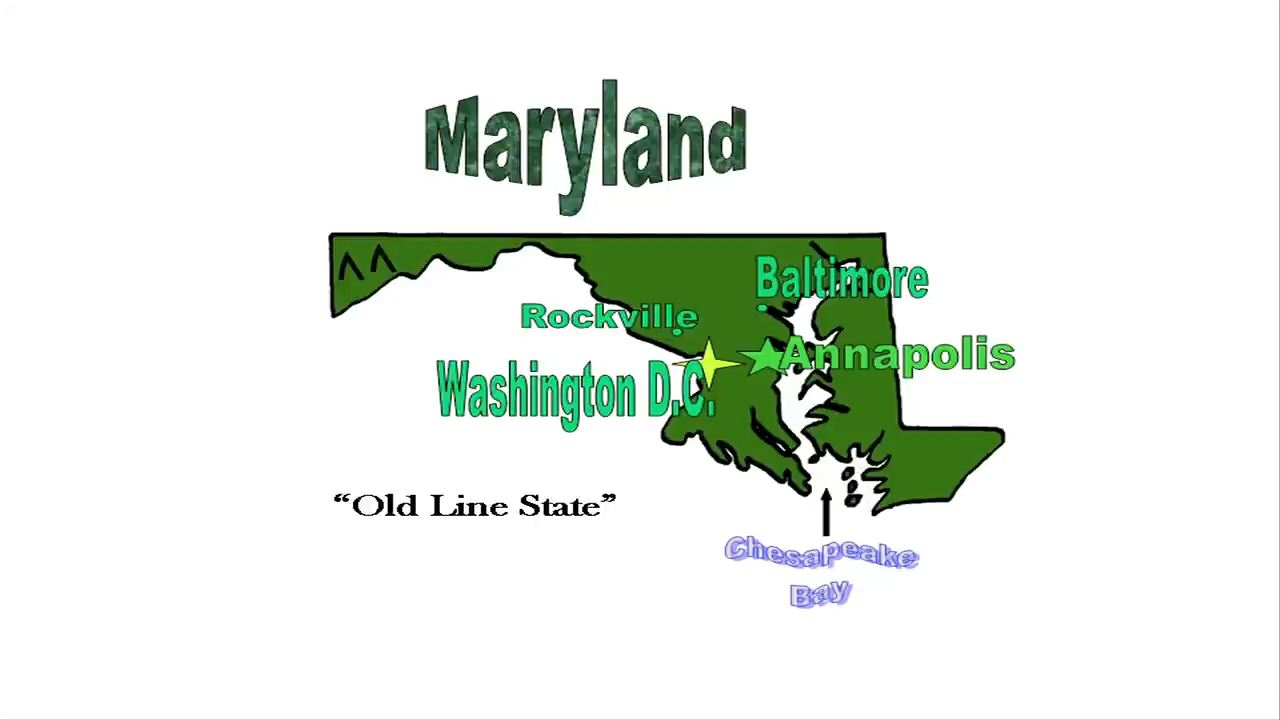 Maryland
Baltimore
Rockville
Annapolis
Washington D.C.
“Old Line State”
Chesapeake
Bay